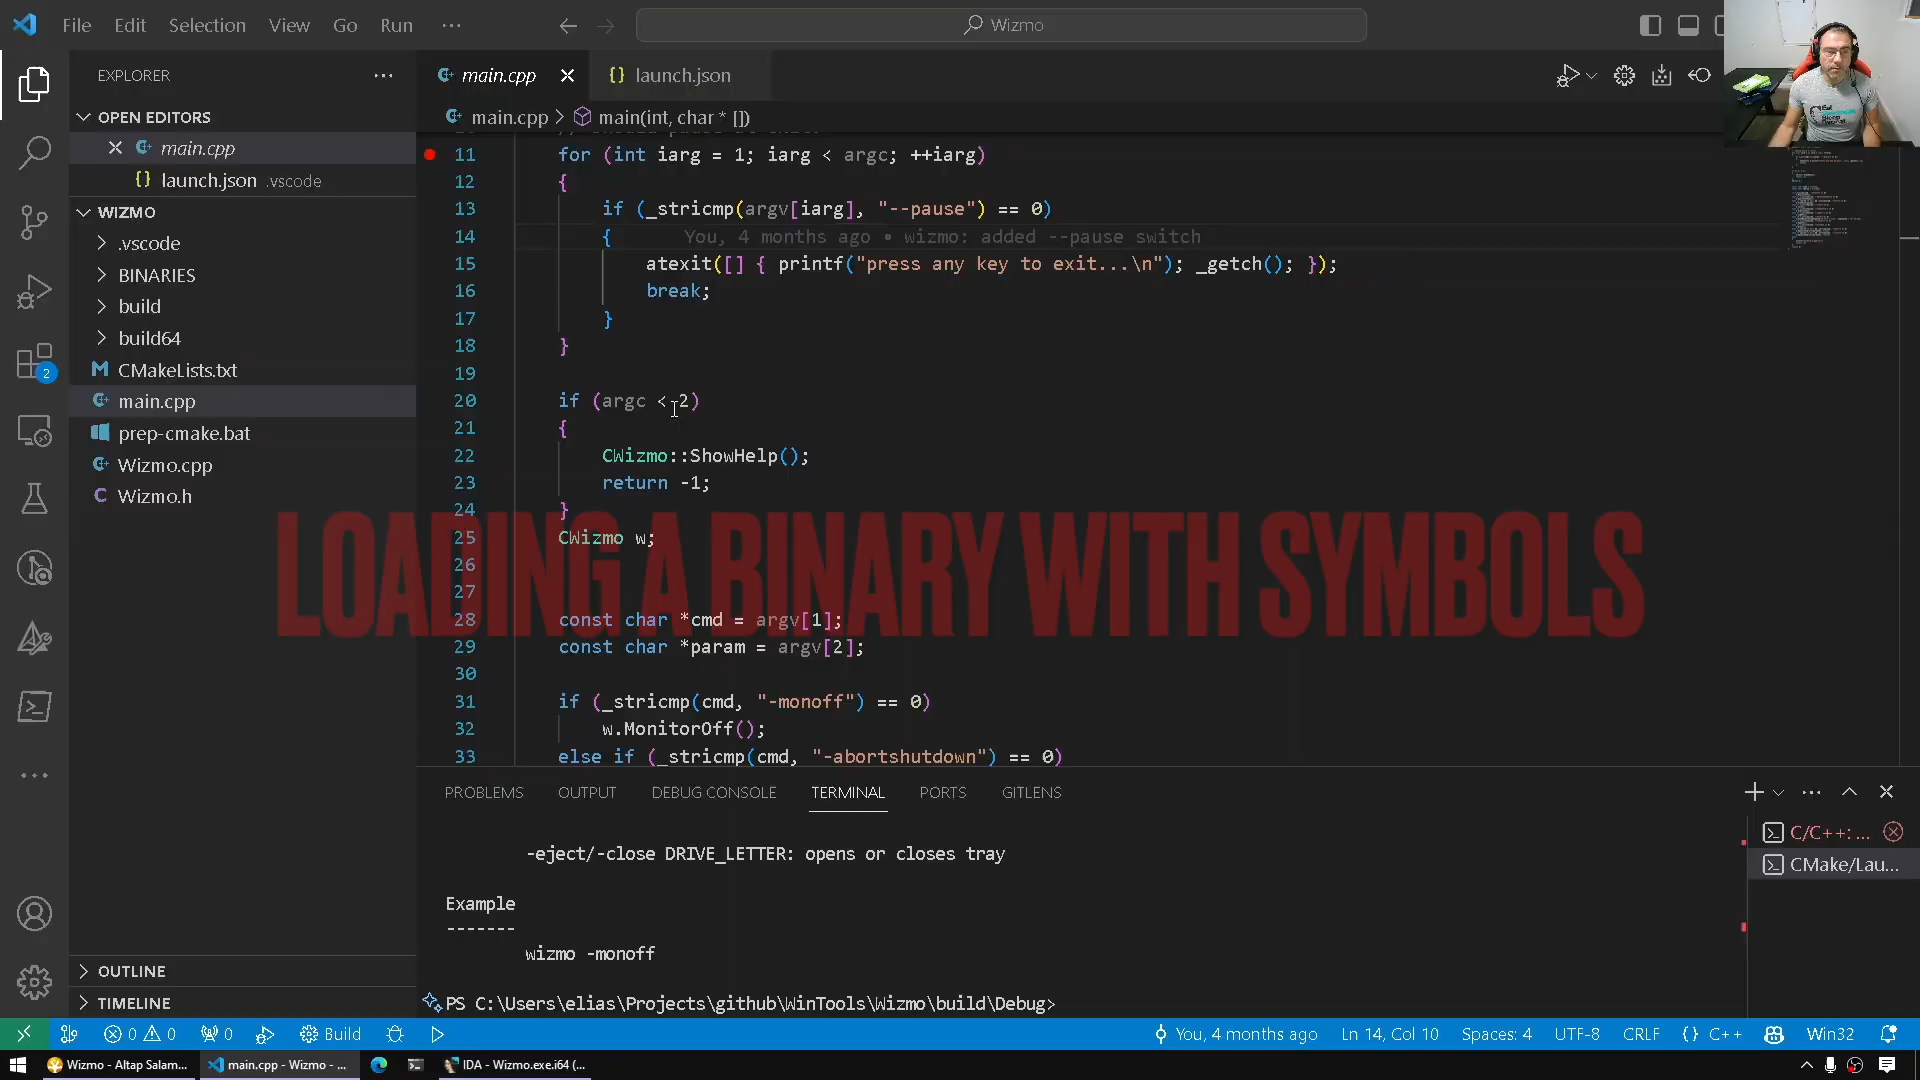 File Edit Selection View Go Run ···
Wizmo
EXPLORER
OPEN EDITORS
main.cpp
launch.json .vscode
WIZMO
.vscode
BINARIES
build
build64
CMakeLists.txt
main.cpp
prep-cmake.bat
Wizmo.cpp
Wizmo.h
OUTLINE
TIMELINE
2
main.cpp
launch.json
main.cpp > main(int, char * [])
11 for (int iarg = 1; iarg < argc; ++iarg)
12 {
13 if (_stricmp(argv[iarg], "--pause") == 0)
14 { You, 4 months ago • wizmo: added --pause switch
15 atexit([] { printf("press any key to exit...\n"); _getch(); });
16 break;
17 }
18 }
19
20 if (argc < 2)
21 {
22 CWizmo::ShowHelp();
23 return -1;
24 }
25 CWizmo w;
26
27
28 const char *cmd = argv[1];
29 const char *param = argv[2];
30
31 if (_stricmp(cmd, "-monoff") == 0)
32 w.MonitorOff();
33 else if (_stricmp(cmd, "-abortshutdown") == 0)
LOADING A BINARY WITH SYMBOLS
PROBLEMS OUTPUT DEBUG CONSOLE TERMINAL PORTS GITLENS
-eject/-close DRIVE_LETTER: opens or closes tray
Example
-------
wizmo -monoff
PS C:\Users\elias\Projects\github\WinTools\Wizmo\build\Debug>
C/C++: ...
CMake/Lau...
0 0 0 Build
You, 4 months ago Ln 14, Col 10 Spaces: 4 UTF-8 CRLF {} C++ Win32
Wizmo - Altap Salam... main.cpp - Wizmo - ... IDA - Wizmo.exe.i64 (...